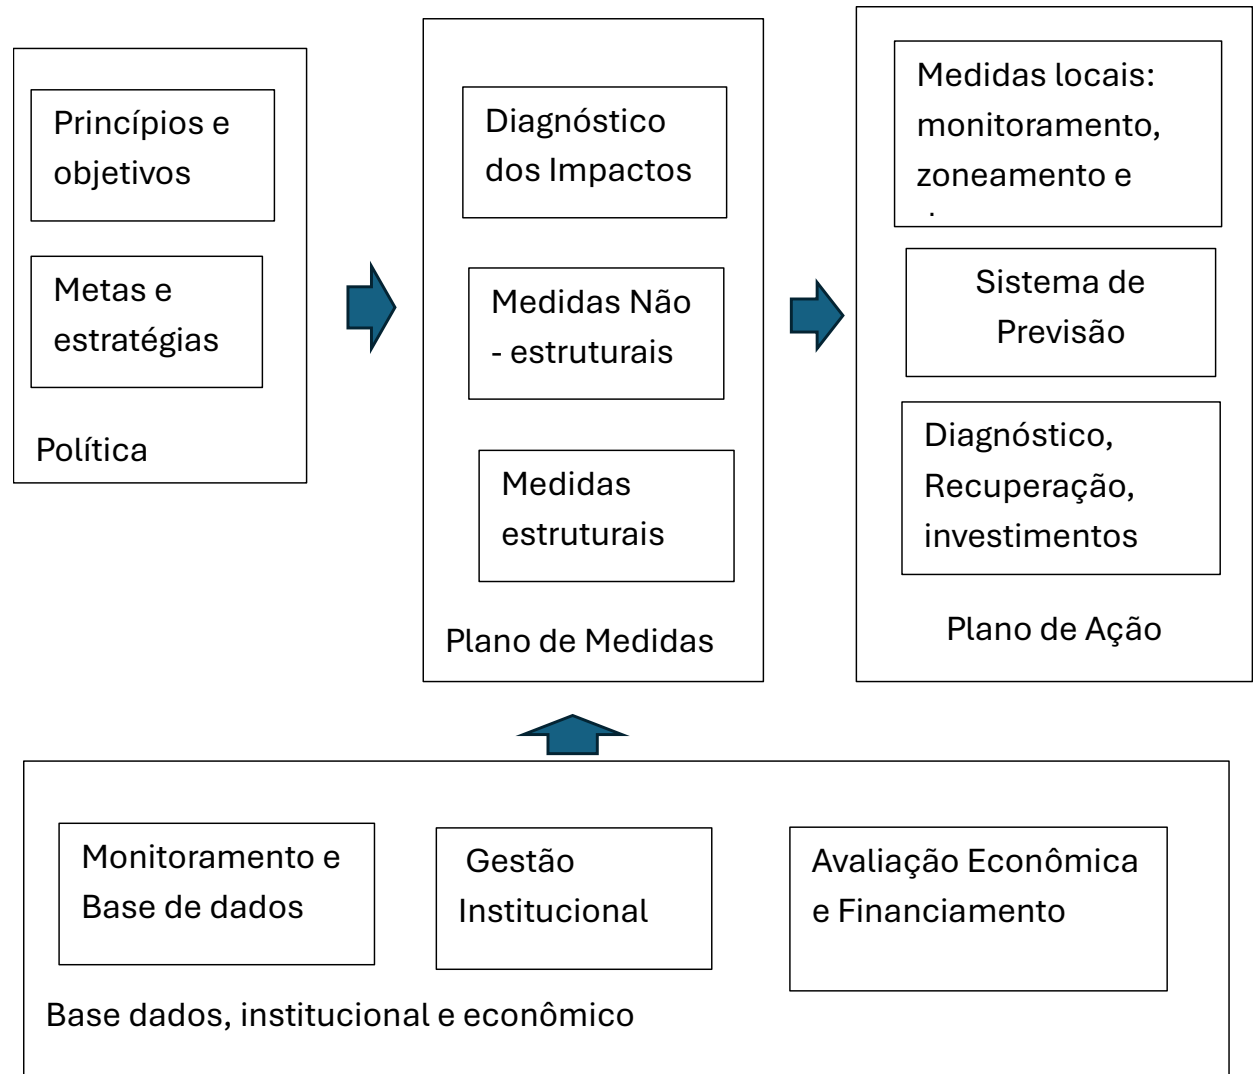 Princípios e
objetivos
Metas e
estratégias
Política
Diagnóstico
dos Impactos
Medidas Não
- estruturais
Medidas
estruturais
Plano de Medidas
Medidas locais:
monitoramento,
zoneamento e
Sistema de
Previsão
Diagnóstico,
Recuperação,
investimentos
Plano de Ação
Monitoramento e
Base de dados
Gestão
Institucional
Avaliação Econômica
e Financiamento
Base dados, institucional e econômico